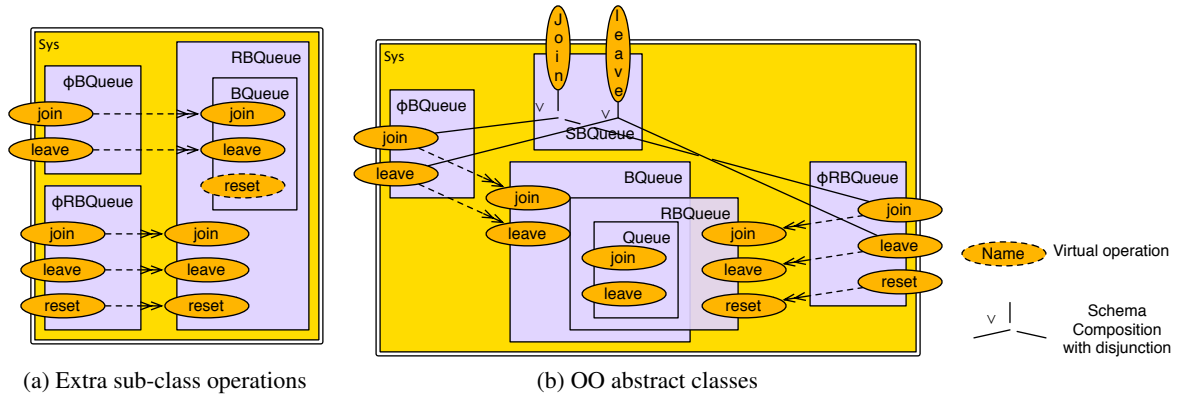 Sys
RBQueue
ϕBQueue
BQueue
join
join
leave
leave
reset
ϕRBQueue
join
join
leave
leave
reset
reset
(a) Extra sub-class operations
Join
leave
Sys
ϕBQueue
∨
∨
SBQueue
join
leave
BQueue
ϕRBQueue
join
RBQueue
join
leave
Queue
join
join
leave
leave
leave
reset
reset
Name
Virtual operation
∨
Schema
Composition
with disjunction
(b) OO abstract classes